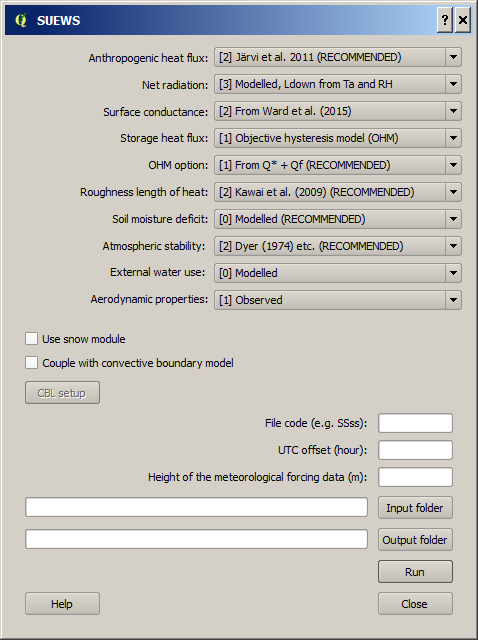 SUEWS
Anthropogenic heat flux: [2] Järvi et al. 2011 (RECOMMENDED)
Net radiation: [3] Modelled, Ldown from Ta and RH
Surface conductance: [2] From Ward et al. (2015)
Storage heat flux: [1] Objective hysteresis model (OHM)
OHM option: [1] From Q* + Qf (RECOMMENDED)
Roughness length of heat: [2] Kawai et al. (2009) (RECOMMENDED)
Soil moisture deficit: [0] Modelled (RECOMMENDED)
Atmospheric stability: [2] Dyer (1974) etc. (RECOMMENDED)
External water use: [0] Modelled
Aerodynamic properties: [1] Observed
Use snow module
Couple with convective boundary model
CBL setup
File code (e.g. SSss):
UTC offset (hour):
Height of the meteorological forcing data (m):
Input folder
Output folder
Run
Help Close